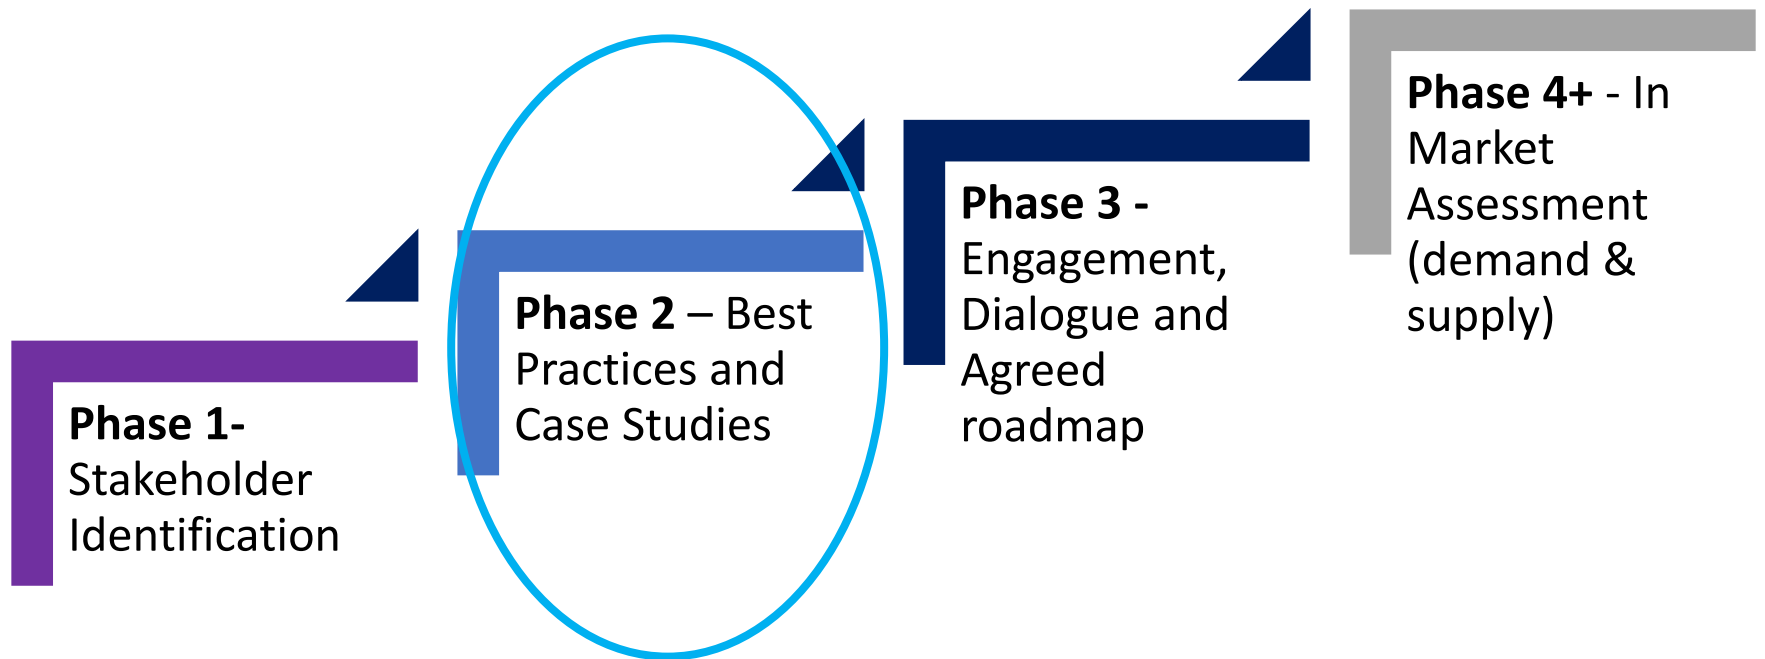 Phase 1-
Stakeholder
Identification
Phase 2 – Best
Practices and
Case Studies
Phase 3 -
Engagement,
Dialogue and
Agreed
roadmap
Phase 4+ - In
Market
Assessment
(demand &
supply)